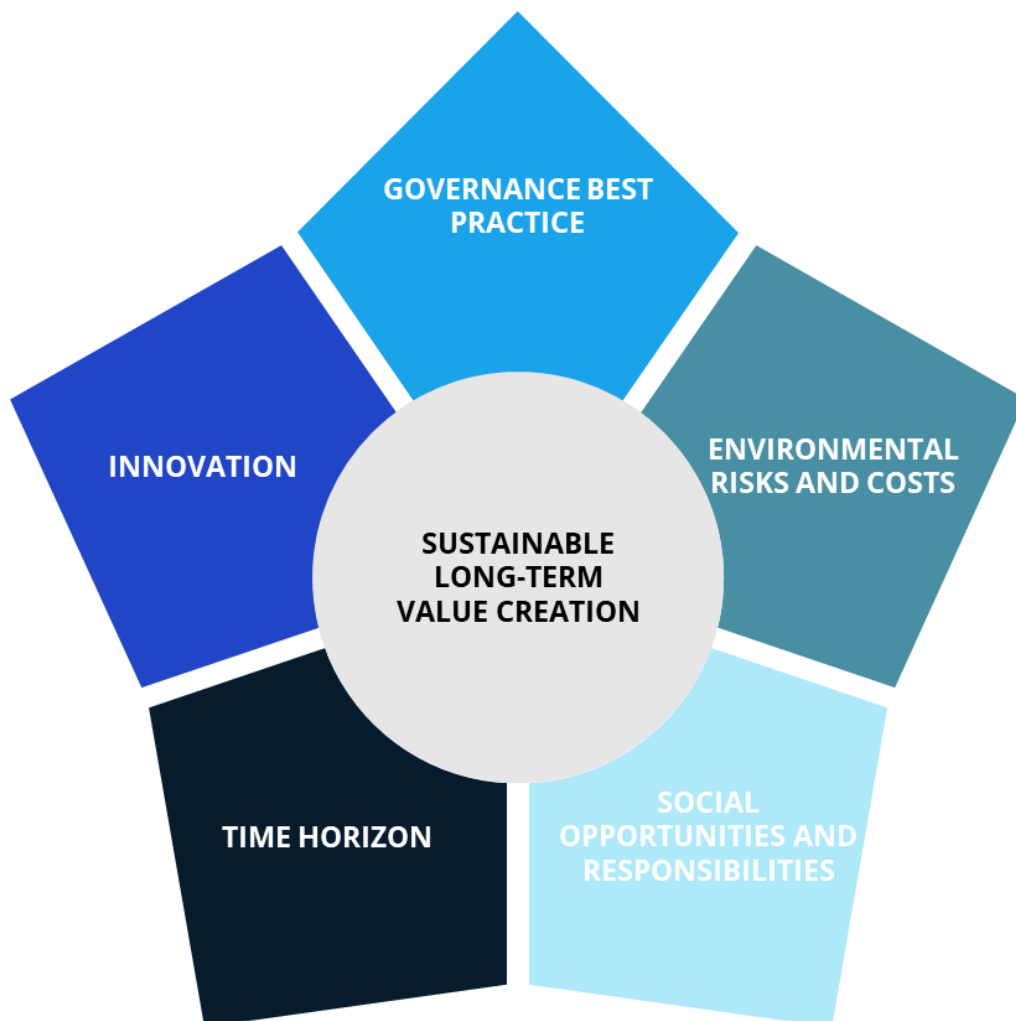 GOVERNANCE BEST
PRACTICE
INNOVATION
ENVIRONMENTAL
RISKS AND COSTS
SUSTAINABLE
LONG-TERM
VALUE CREATION
TIME HORIZON
SOCIAL
OPPORTUNITIES AND
RESPONSIBILITIES